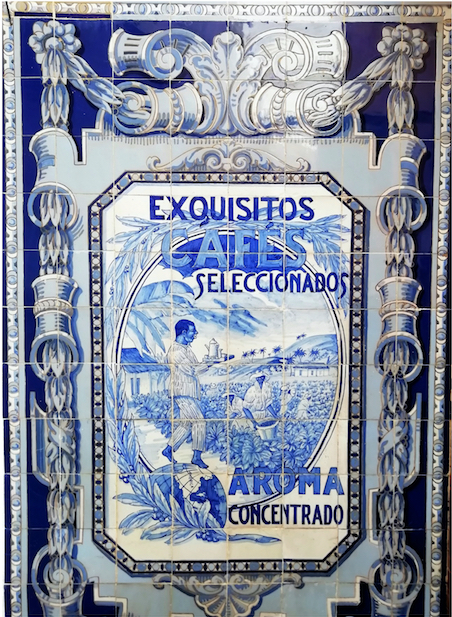 EXQUISITOS
CAFÉS
SELECCIONADOS
AROMA
CONCENTRADO